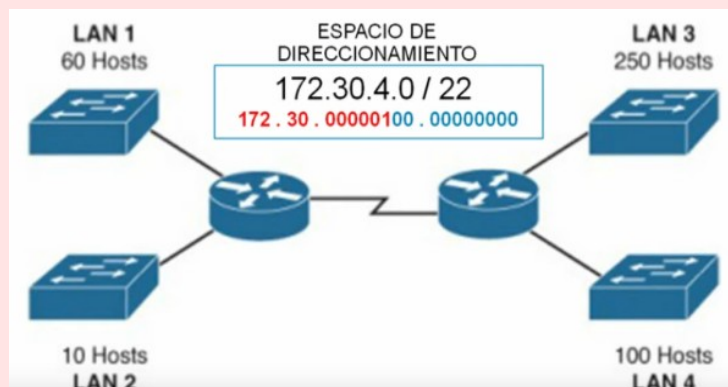 LAN 1
60 Hosts
ESPACIO DE
DIRECCIONAMIENTO
172.30.4.0 / 22
172 . 30 . 00000100 . 00000000
LAN 3
250 Hosts
10 Hosts
LAN 2
100 Hosts
LAN 4